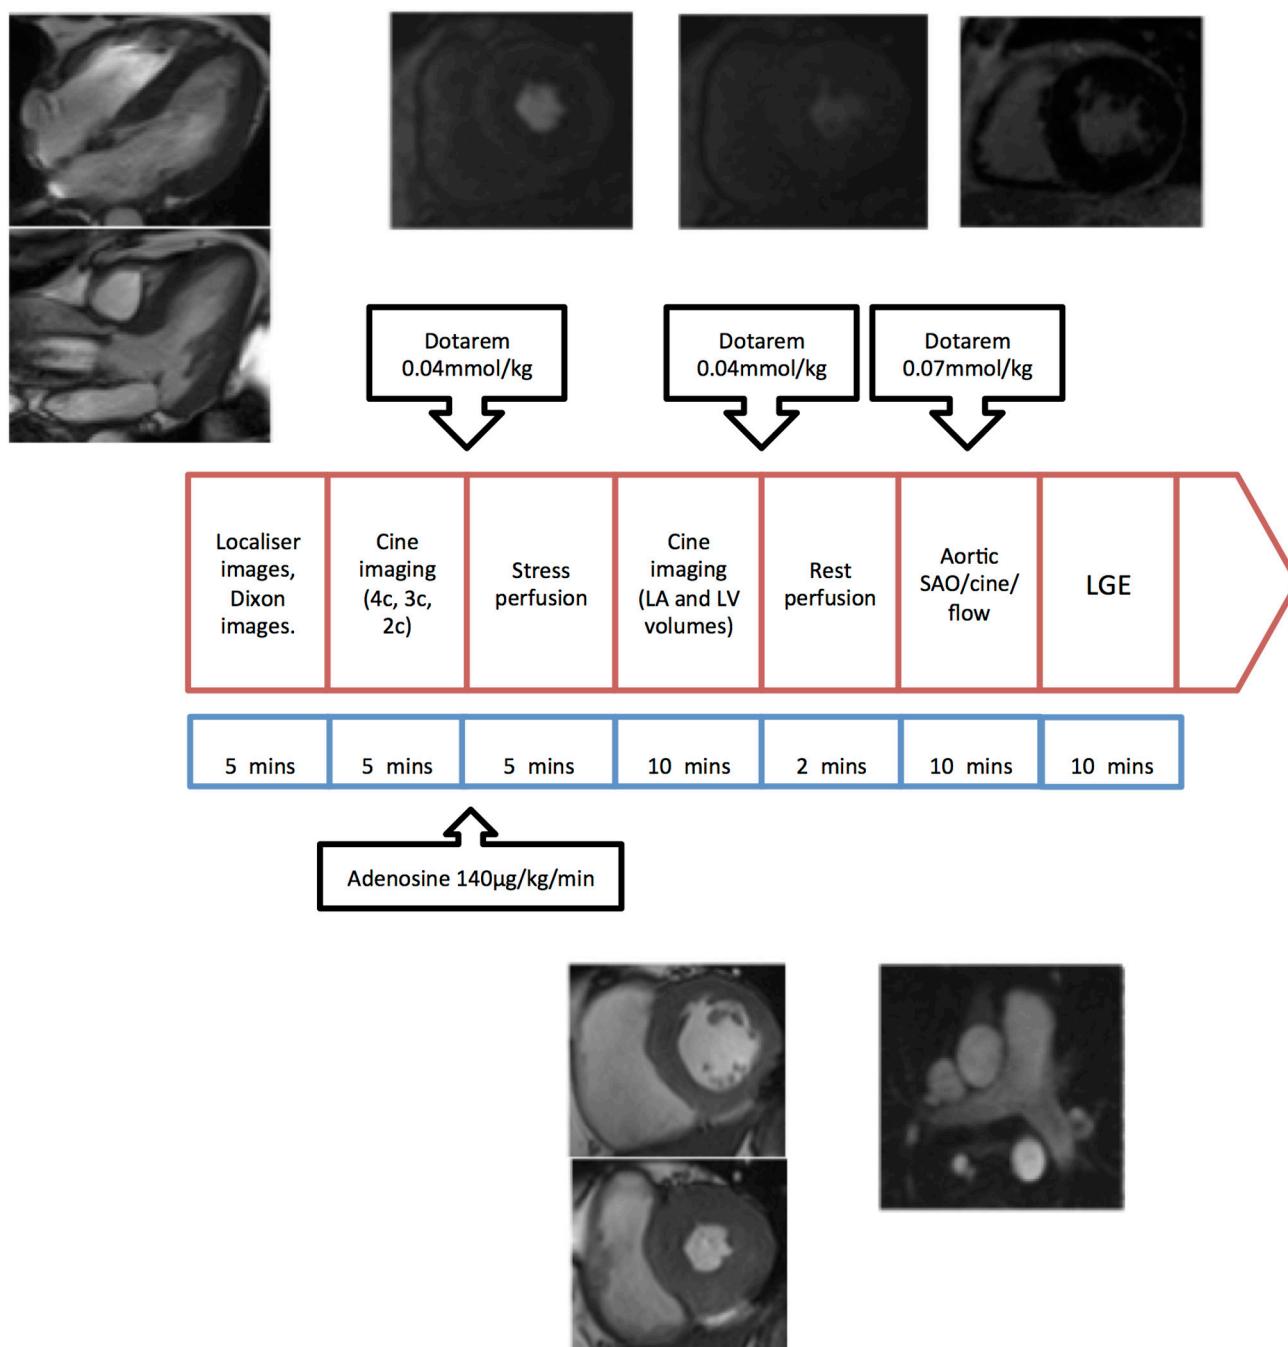 Dotarem
0.04mmol/kg
Dotarem
0.04mmol/kg
Dotarem
0.07mmol/kg
Localiser
images,
Dixon
images.
Cine
imaging
(4c, 3c,
2c)
Stress
perfusion
Cine
imaging
(LA and LV
volumes)
Rest
perfusion
Aortic
SAO/cine/
flow
LGE
5 mins
5 mins
5 mins
10 mins
2 mins
10 mins
10 mins
Adenosine 140µg/kg/min